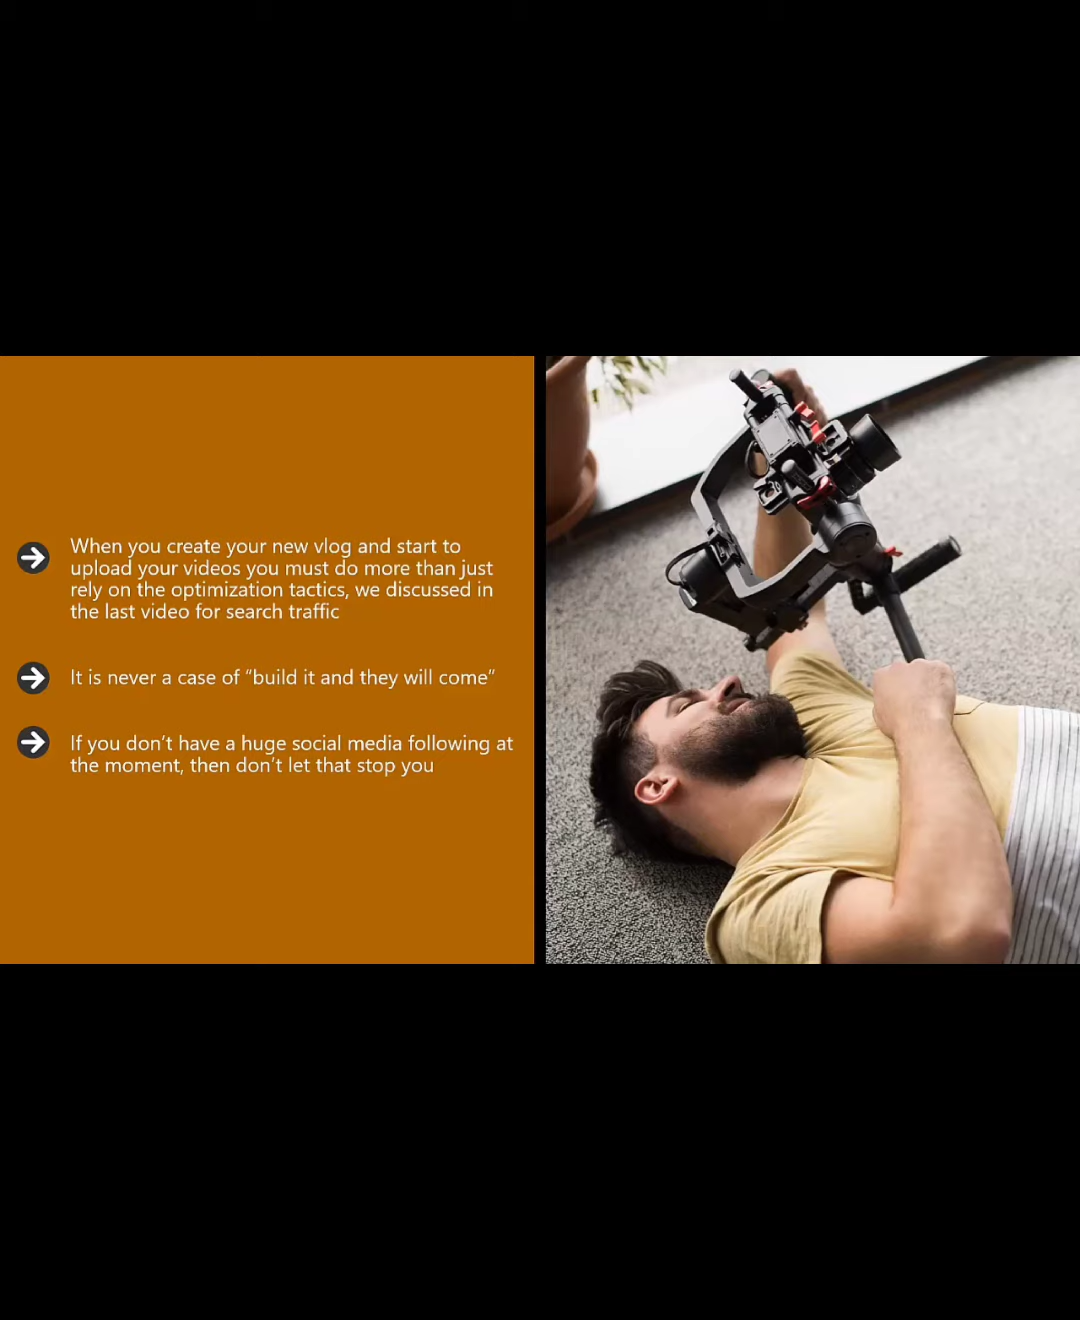 When you create your new vlog and start to
upload your videos you must do more than just
rely on the optimization tactics, we discussed in
the last video for search traffic
It is never a case of “build it and they will come”
If you don’t have a huge social media following at
the moment, then don’t let that stop you